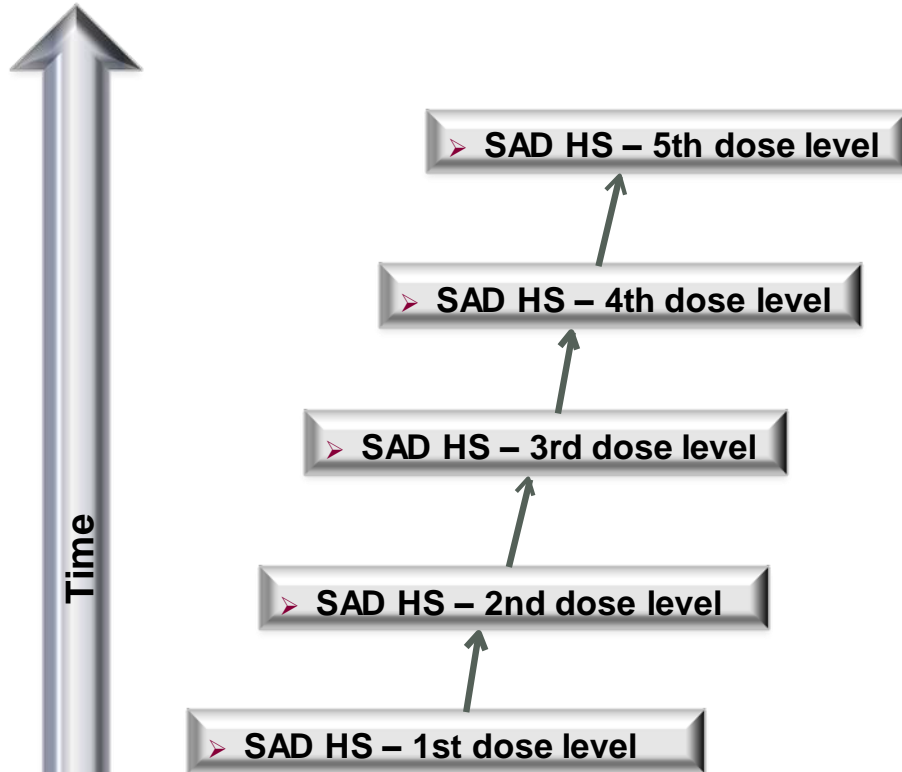 ➢ SAD HS – 5th dose level
➢ SAD HS – 4th dose level
➢ SAD HS – 3rd dose level
Time
➢ SAD HS – 2nd dose level
➢ SAD HS – 1st dose level